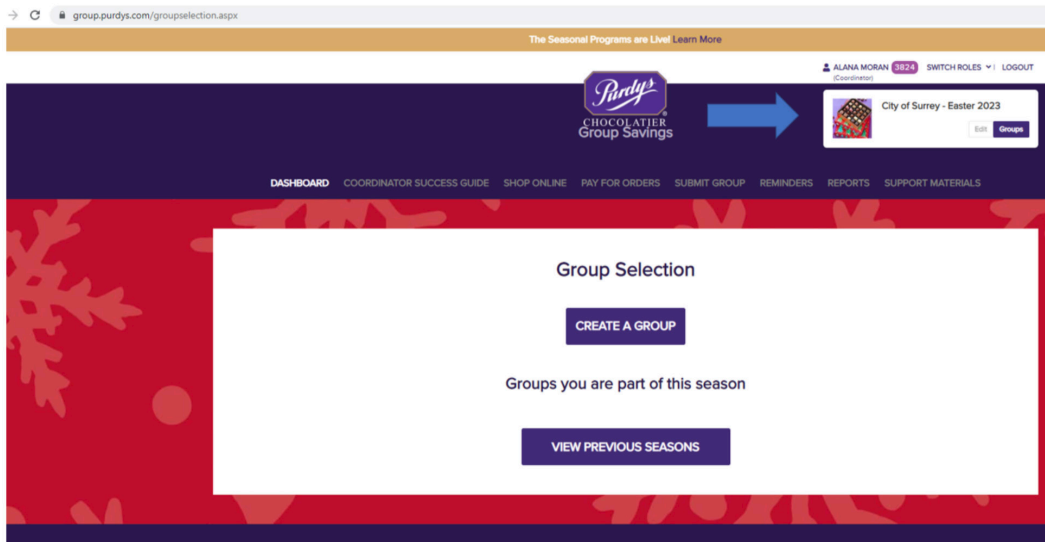 group.purdys.com/groupselection.aspx
The Seasonal Programs are Live! Learn More
ALANA MORAN 3824 SWITCH ROLES LOGOUT
(Coordinator)
Purdys
CHOCOLATIER
Group Savings
City of Surrey - Easter 2023
Edit Groups
DASHBOARD COORDINATOR SUCCESS GUIDE SHOP ONLINE PAY FOR ORDERS SUBMIT GROUP REMINDERS REPORTS SUPPORT MATERIALS
Group Selection
CREATE A GROUP
Groups you are part of this season
VIEW PREVIOUS SEASONS